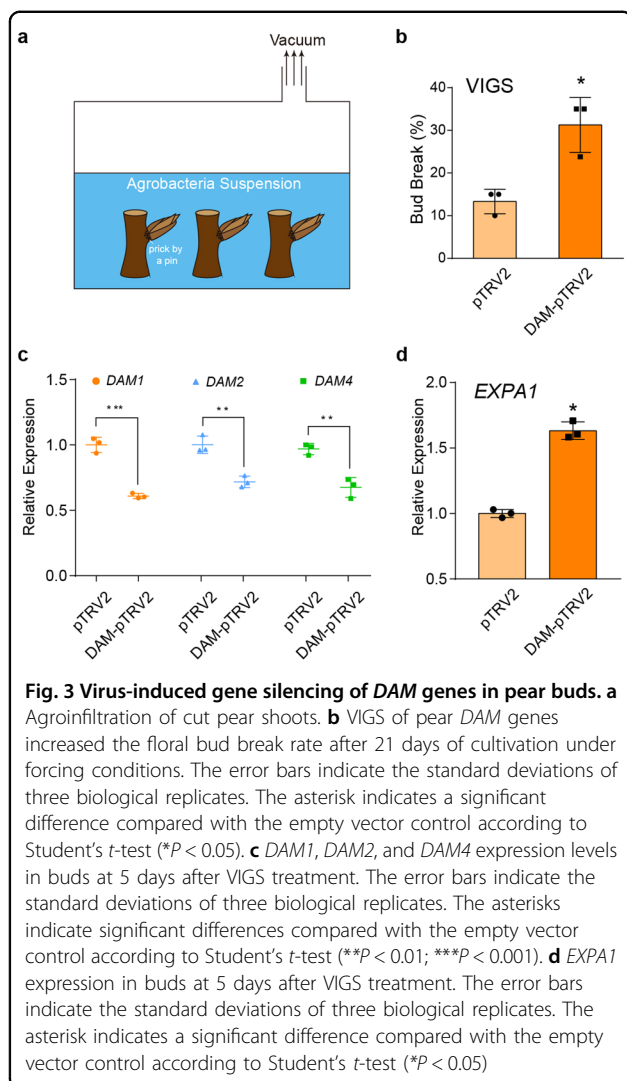 a
Vacuum
Agrobacteria Suspension
prick by
a pin
b
VIGS
*
Bud Break (%)
40
30
20
10
0
pTRV2
DAM-pTRV2
c
DAM1
DAM2
DAM4
***
**
**
Relative Expression
1.5
1.0
0.5
0.0
pTRV2
DAM-pTRV2
pTRV2
DAM-pTRV2
pTRV2
DAM-pTRV2
d
EXPA1
*
Relative Expression
2.0
1.5
1.0
0.5
pTRV2
DAM-pTRV2
Fig. 3 Virus-induced gene silencing of DAM genes in pear buds. a
Agroinfiltration of cut pear shoots. b VIGS of pear DAM genes
increased the floral bud break rate after 21 days of cultivation under
forcing conditions. The error bars indicate the standard deviations of
three biological replicates. The asterisk indicates a significant
difference compared with the empty vector control according to
Student's t-test (*P < 0.05). c DAM1, DAM2, and DAM4 expression levels
in buds at 5 days after VIGS treatment. The error bars indicate the
standard deviations of three biological replicates. The asterisks
indicate significant differences compared with the empty vector
control according to Student's t-test (**P < 0.01; ***P < 0.001). d EXPA1
expression in buds at 5 days after VIGS treatment. The error bars
indicate the standard deviations of three biological replicates. The
asterisk indicates a significant difference compared with the empty
vector control according to Student's t-test (*P < 0.05)